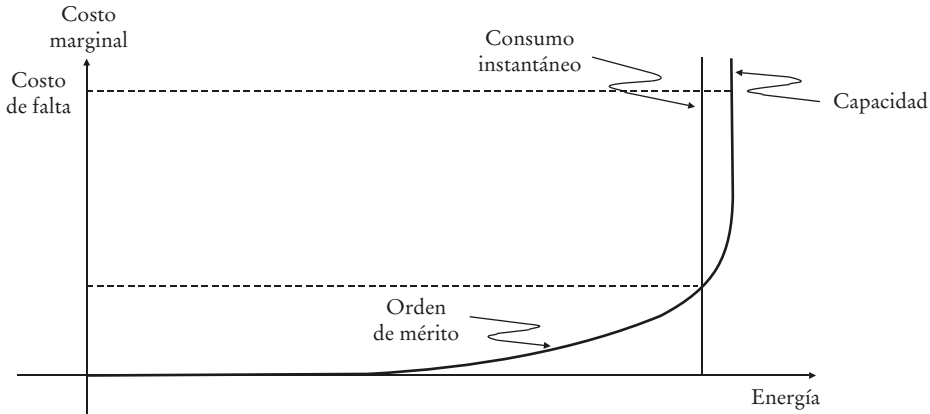 Costo
marginal
Costo
de falta
Consumo
instantáneo
Capacidad
Orden
de mérito
Energía